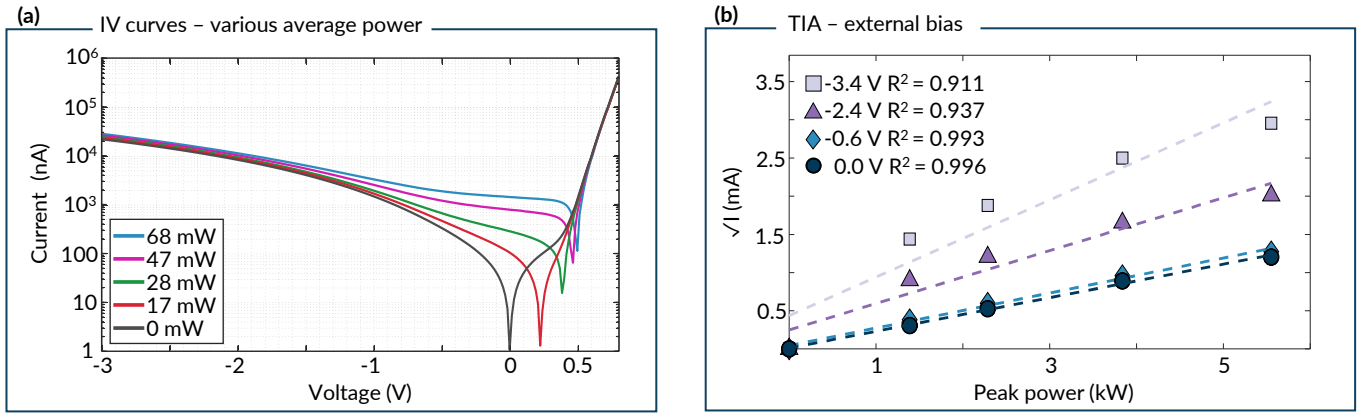 (a)
IV curves – various average power
10⁶
10⁵
10⁴
10³
100
10
1
Current (nA)
68 mW
47 mW
28 mW
17 mW
0 mW
-3
-2
-1
0
0.5
Voltage (V)
(b)
TIA – external bias
3.5
2.5
1.5
0.5
√I (mA)
-3.4 V R² = 0.911
-2.4 V R² = 0.937
-0.6 V R² = 0.993
0.0 V R² = 0.996
1
3
5
Peak power (kW)